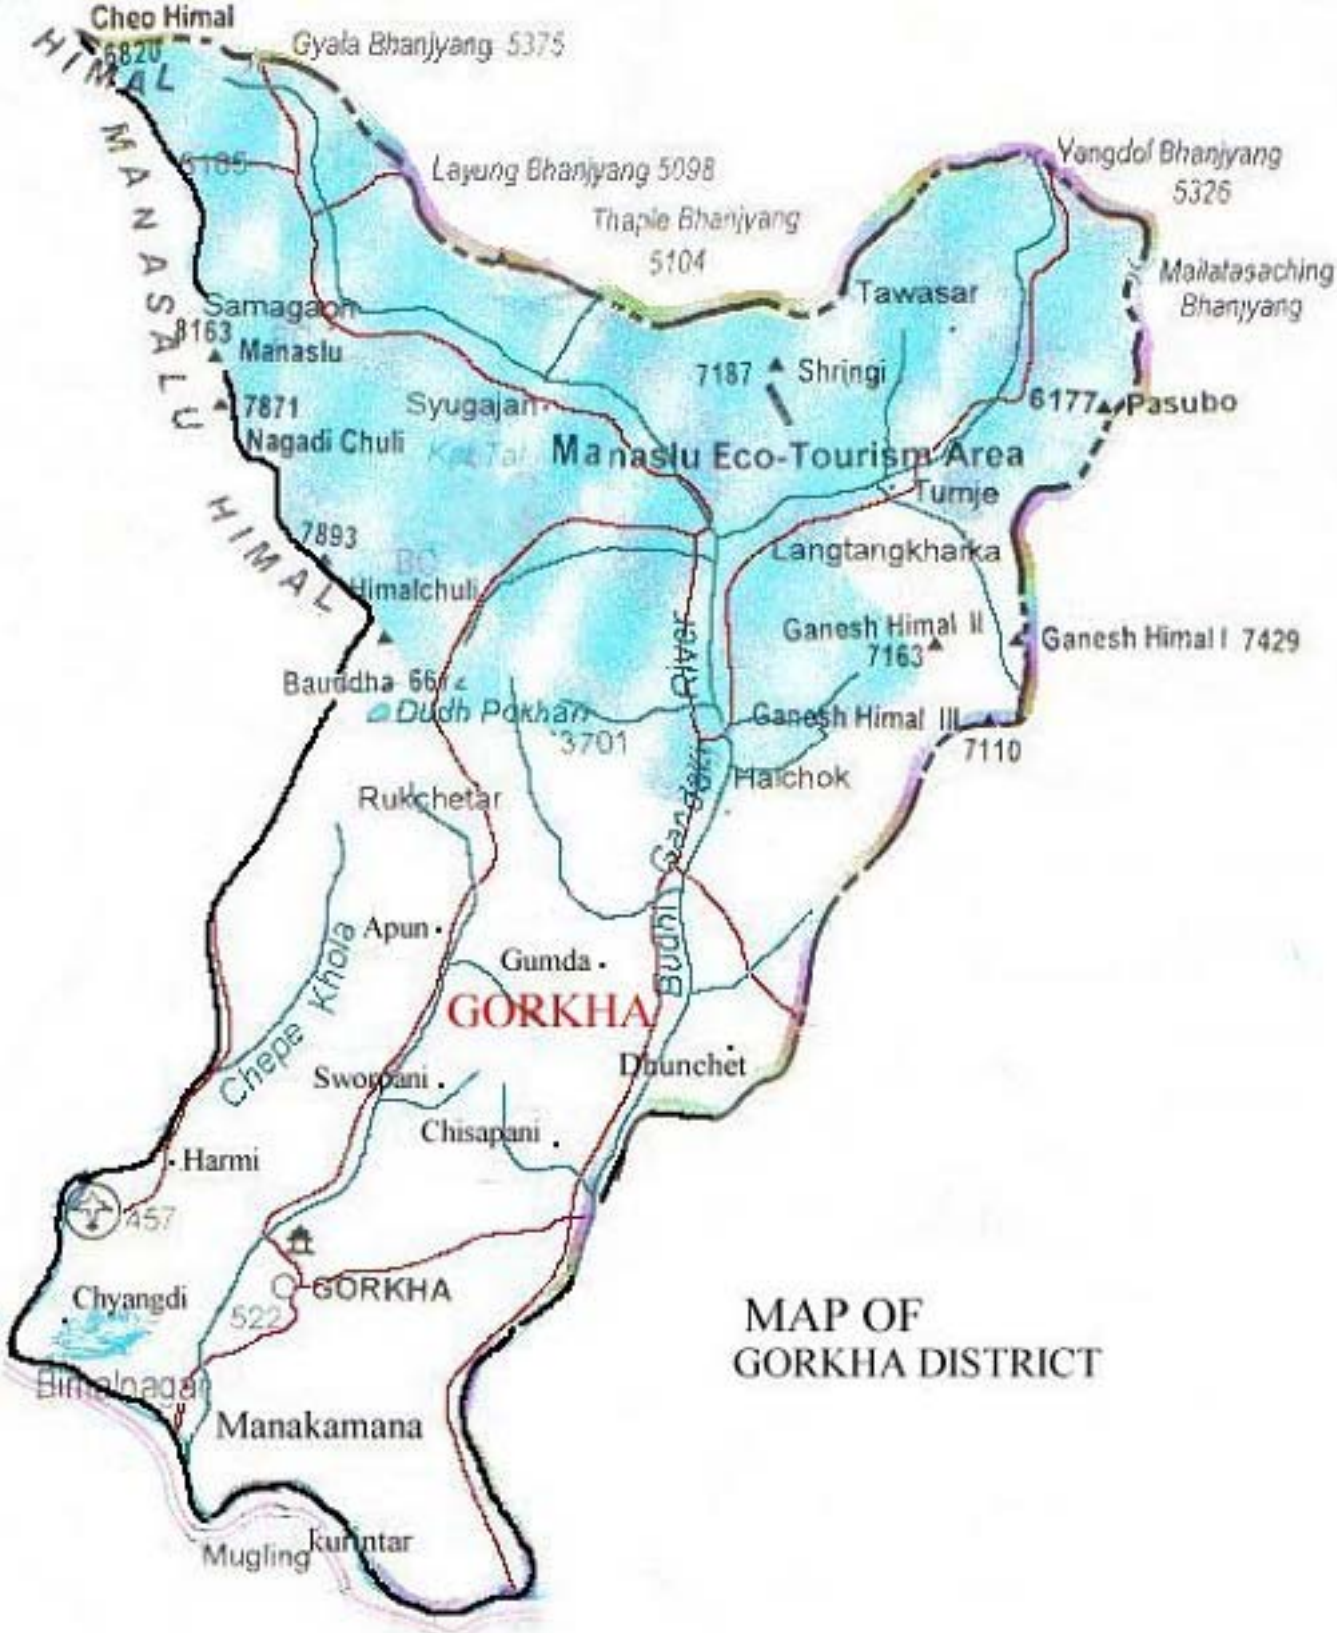 Cheo Himal
6820
HIMAL
Gyala Bhanjyang 5375
MANASALU
Layung Bhanjyang 5098
Yangdol Bhanjyang
5326
Thaple Bhanjyang
5104
Mailatasaching
Bhanjyang
Tawasar
Samagaon
8163
Manaslu
7187
Shringi
7871
Nagadi Chuli
Syugajan
6177
Pasubo
Manaslu Eco-Tourism Area
Tumje
HIMAL
7893
BC
Himalchuli
Langtangkharka
Ganesh Himal II
7163
Ganesh Himal I 7429
Bauddha
Dudh Pokhari
3701
Ganesh Himal III
7110
Halchok
Rukchetar
Budhi Gandaki River
Apun
Gumda
GORKHA
Chepe Khola
Dhunchet
Sworpani
Chisapani
Harmi
457
GORKHA
522
Chyangdi
Bimalnagar
Manakamana
MAP OF
GORKHA DISTRICT
kurintar
Mugling